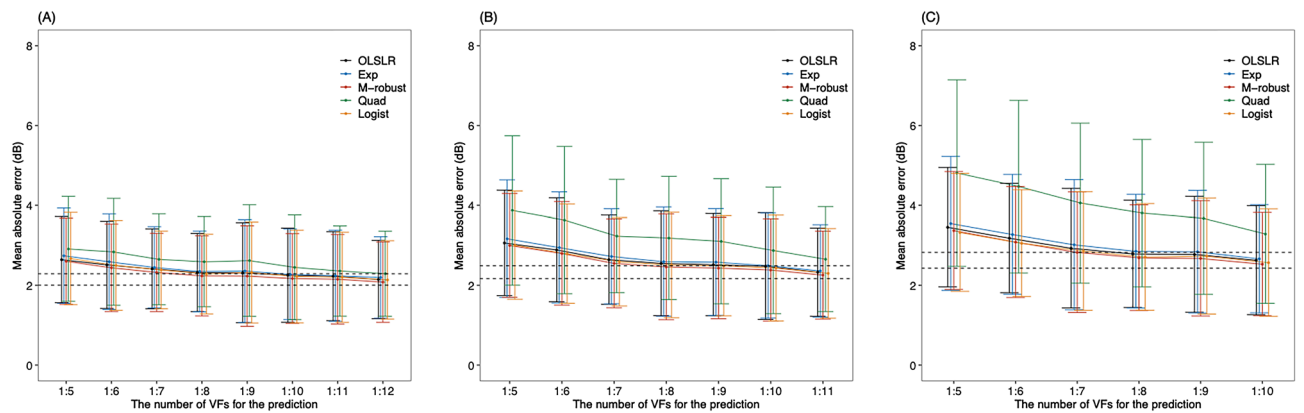 (A)
8
6
4
2
0
Mean absolute error (dB)
OLSLR
Exp
M-robust
Quad
Logist
1:5 1:6 1:7 1:8 1:9 1:10 1:11 1:12
The number of VFs for the prediction
(B)
8
6
4
2
0
Mean absolute error (dB)
OLSLR
Exp
M-robust
Quad
Logist
1:5 1:6 1:7 1:8 1:9 1:10 1:11
The number of VFs for the prediction
(C)
8
6
4
2
0
Mean absolute error (dB)
OLSLR
Exp
M-robust
Quad
Logist
1:5 1:6 1:7 1:8 1:9 1:10
The number of VFs for the prediction